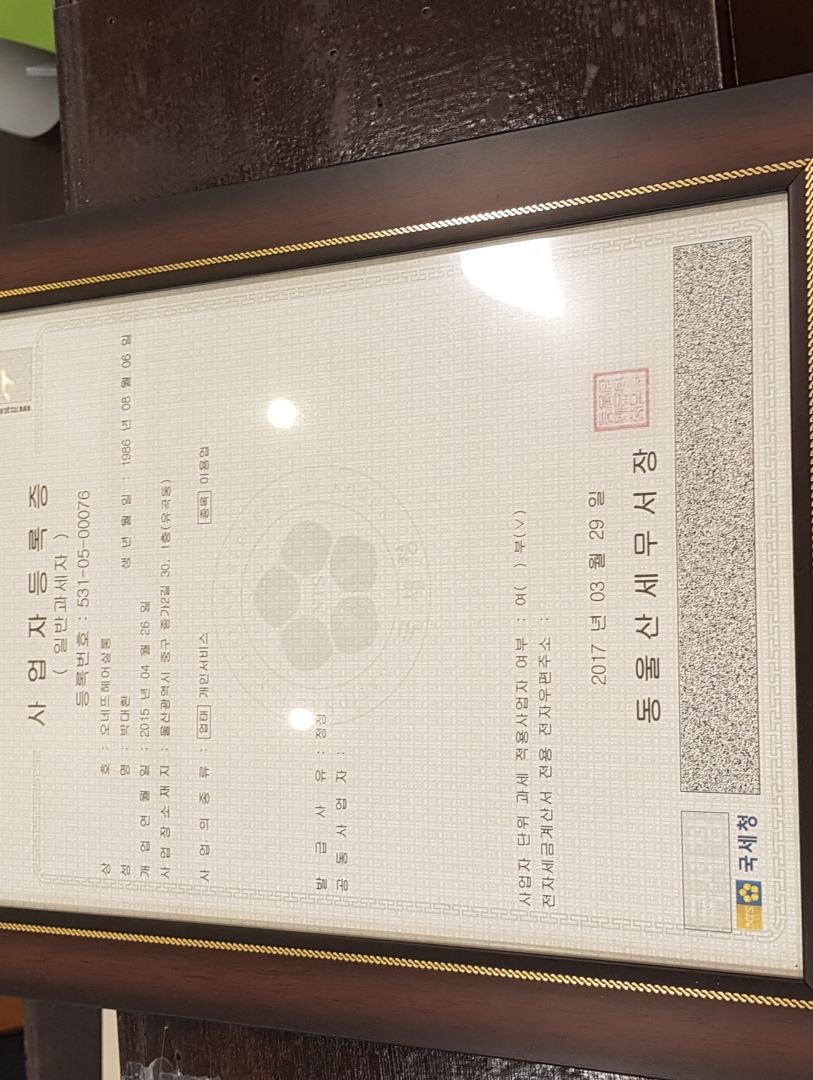 사 업 자 등 록 증
( 일반과세자 )
등록번호 : 531-05-00076
상 호 : 오네뜨헤어살롱
성 명 : 박대환 생 년 월 일 : 1986 년 08 월 06 일
개 업 연 월 일 : 2015 년 04 월 26 일
사 업 장 소 재 지 : 울산광역시 중구 종가2길 30, 1층(유곡동)
사 업 의 종 류 : 업태 개인서비스 종목 이용업
발 급 사 유 : 정정
공 동 사 업 자 :
사업자 단위 과세 적용사업자 여부 : 여( ) 부(∨)
전자세금계산서 전용 전자우편주소 :
2017 년 03 월 29 일
동 울 산 세 무 서 장
NTS 국세청